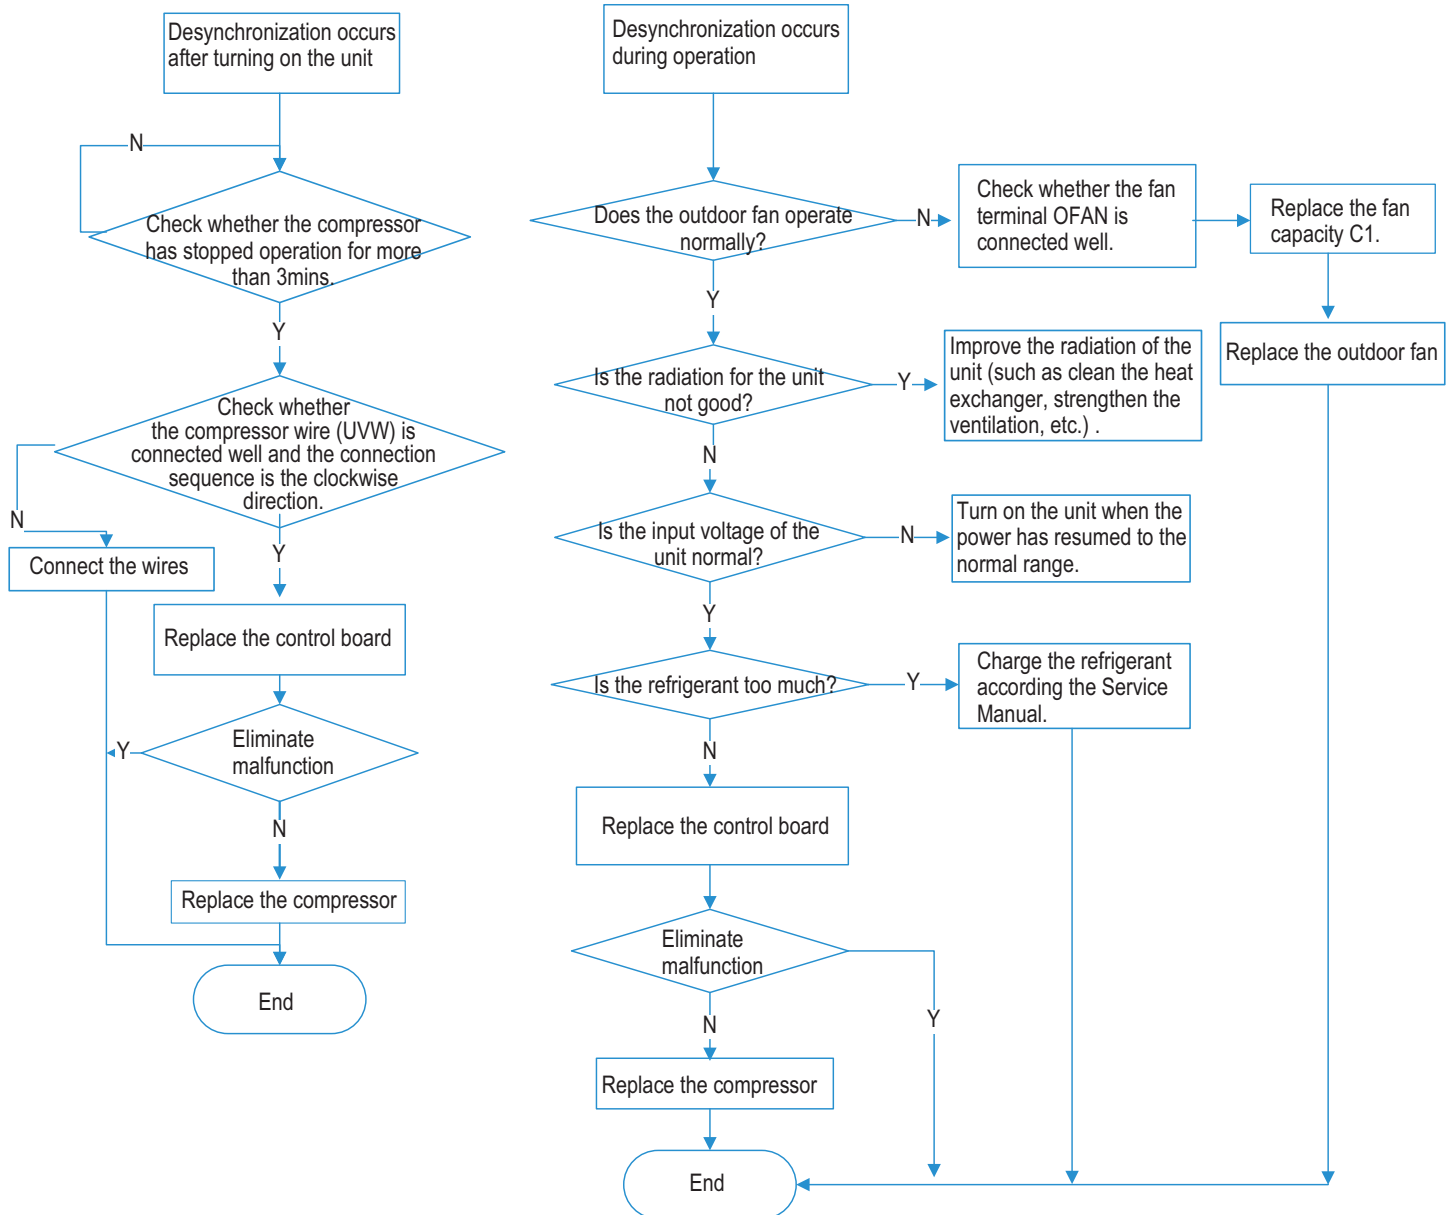 Desynchronization occurs
after turning on the unit
N
Check whether the compressor
has stopped operation for more
than 3mins.
Y
Check whether
the compressor wire (UVW) is
connected well and the connection
sequence is the clockwise
direction.
N
Y
Connect the wires
Replace the control board
Eliminate
malfunction
Y
N
Replace the compressor
End
Desynchronization occurs
during operation
Does the outdoor fan operate
normally?
N
Check whether the fan
terminal OFAN is
connected well.
Replace the fan
capacity C1.
Replace the outdoor fan
Y
Is the radiation for the unit
not good?
Y
Improve the radiation of the
unit (such as clean the heat
exchanger, strengthen the
ventilation, etc.) .
N
Is the input voltage of the
unit normal?
N
Turn on the unit when the
power has resumed to the
normal range.
Y
Is the refrigerant too much?
Y
Charge the refrigerant
according the Service
Manual.
N
Replace the control board
Eliminate
malfunction
Y
N
Replace the compressor
End